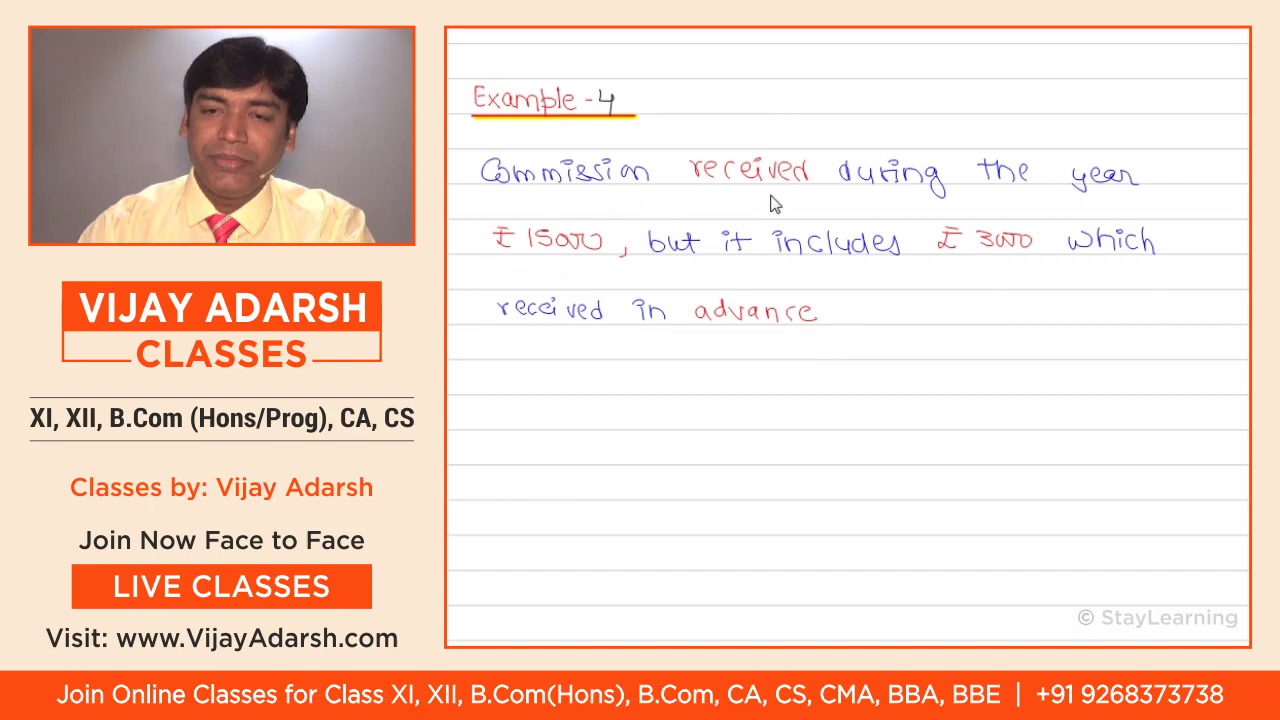 Example - 4
Commission received during the year
₹ 15000, but it includes ₹ 3000 which
received in advance
VIJAY ADARSH
CLASSES
XI, XII, B.Com (Hons/Prog), CA, CS
Classes by: Vijay Adarsh
Join Now Face to Face
LIVE CLASSES
Visit: www.VijayAdarsh.com
© StayLearning
Join Online Classes for Class XI, XII, B.Com(Hons), B.Com, CA, CS, CMA, BBA, BBE | +91 9268373738